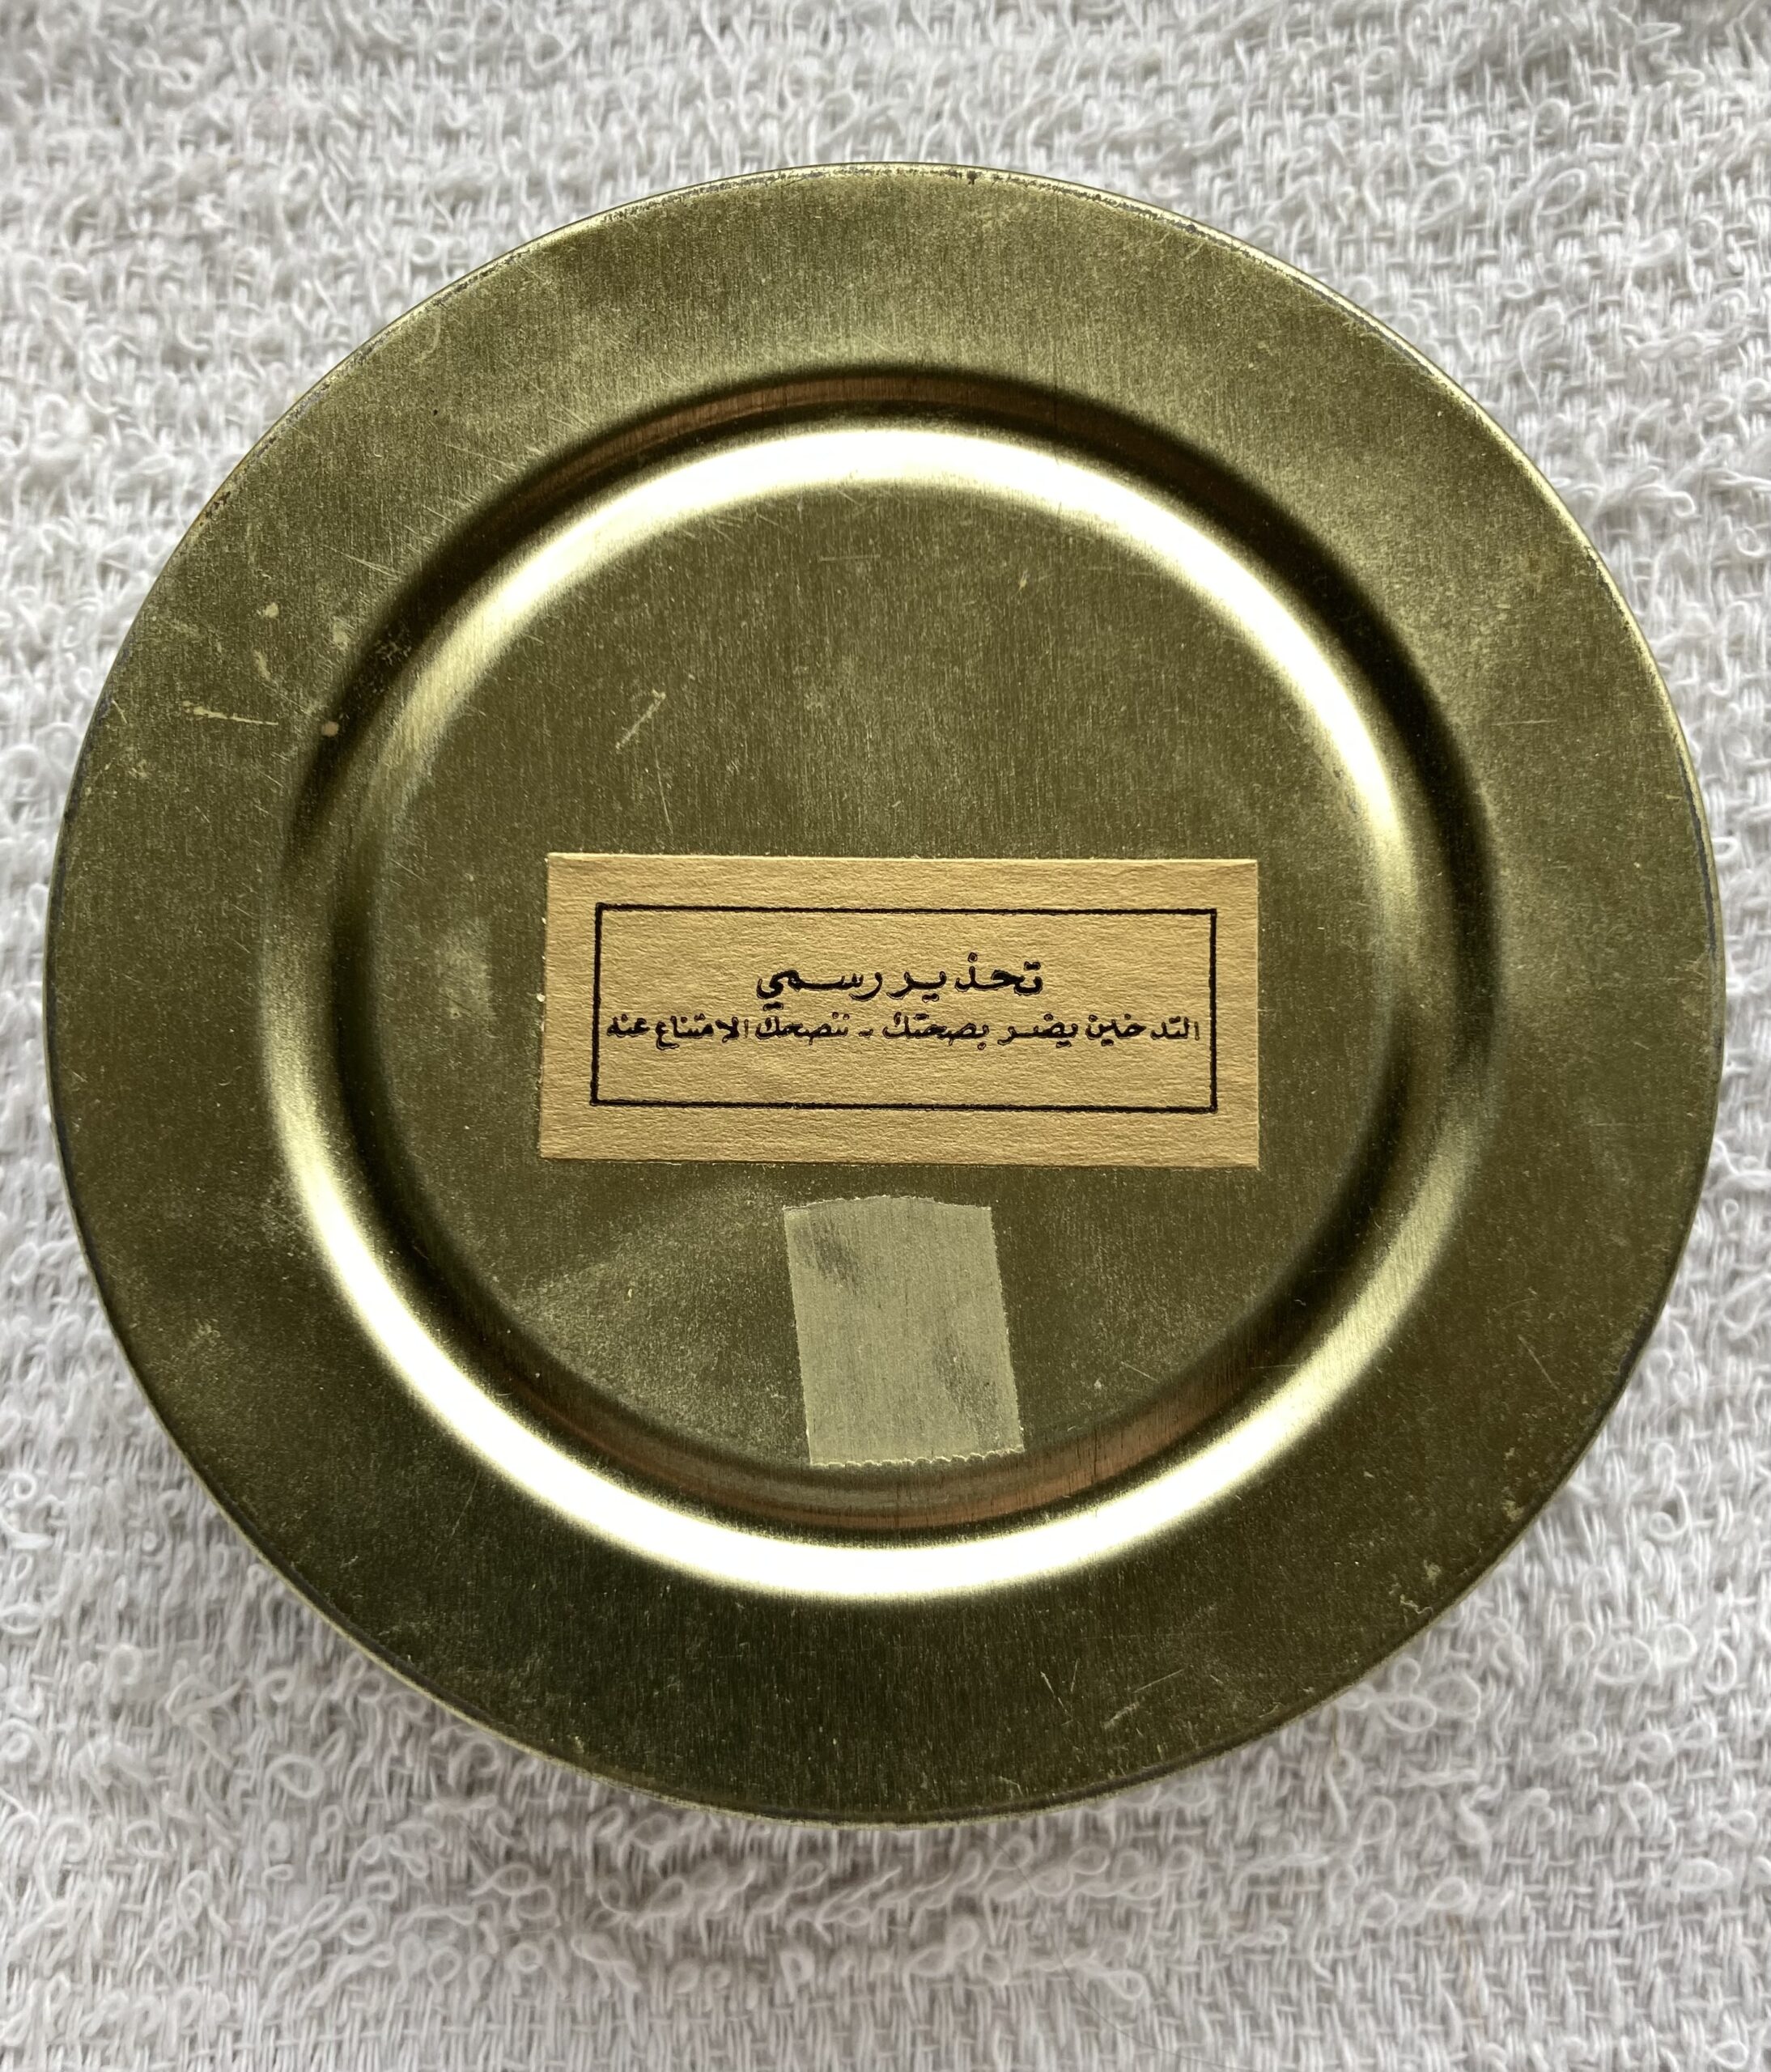 تحذير رسمي
التدخين يضر بصحتك - ننصحك الامتناع عنه